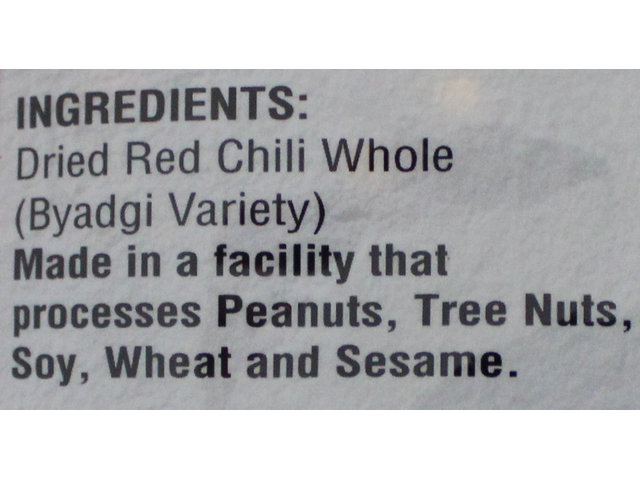 INGREDIENTS:
Dried Red Chili Whole
(Byadgi Variety)
Made in a facility that
processes Peanuts, Tree Nuts,
Soy, Wheat and Sesame.